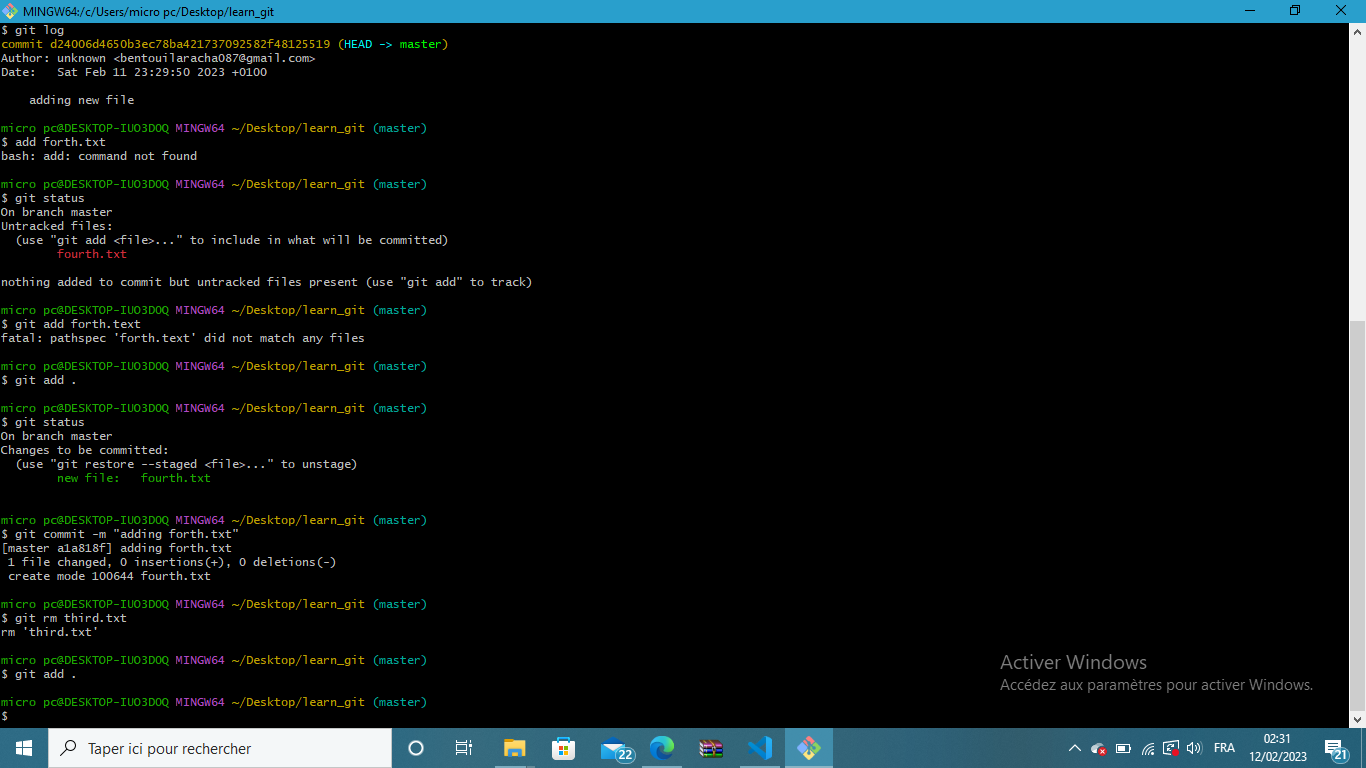 MINGW64:/c/Users/micro pc/Desktop/learn_git
$ git log
commit d24006d4650b3ec78ba421737092582f48125519 (HEAD -> master)
Author: unknown <bentouilaracha087@gmail.com>
Date:   Sat Feb 11 23:29:50 2023 +0100
    adding new file
micro pc@DESKTOP-IUO3DOQ MINGW64 ~/Desktop/learn_git (master)
$ add forth.txt
bash: add: command not found
micro pc@DESKTOP-IUO3DOQ MINGW64 ~/Desktop/learn_git (master)
$ git status
On branch master
Untracked files:
  (use "git add <file>..." to include in what will be committed)
        fourth.txt
nothing added to commit but untracked files present (use "git add" to track)
micro pc@DESKTOP-IUO3DOQ MINGW64 ~/Desktop/learn_git (master)
$ git add forth.text
fatal: pathspec 'forth.text' did not match any files
micro pc@DESKTOP-IUO3DOQ MINGW64 ~/Desktop/learn_git (master)
$ git add .
micro pc@DESKTOP-IUO3DOQ MINGW64 ~/Desktop/learn_git (master)
$ git status
On branch master
Changes to be committed:
  (use "git restore --staged <file>..." to unstage)
        new file:   fourth.txt
micro pc@DESKTOP-IUO3DOQ MINGW64 ~/Desktop/learn_git (master)
$ git commit -m "adding forth.txt"
[master a1a818f] adding forth.txt
 1 file changed, 0 insertions(+), 0 deletions(-)
 create mode 100644 fourth.txt
micro pc@DESKTOP-IUO3DOQ MINGW64 ~/Desktop/learn_git (master)
$ git rm third.txt
rm 'third.txt'
micro pc@DESKTOP-IUO3DOQ MINGW64 ~/Desktop/learn_git (master)
$ git add .
micro pc@DESKTOP-IUO3DOQ MINGW64 ~/Desktop/learn_git (master)
$
Activer Windows
Accédez aux paramètres pour activer Windows.
Taper ici pour rechercher
22
FRA
02:31
12/02/2023
21